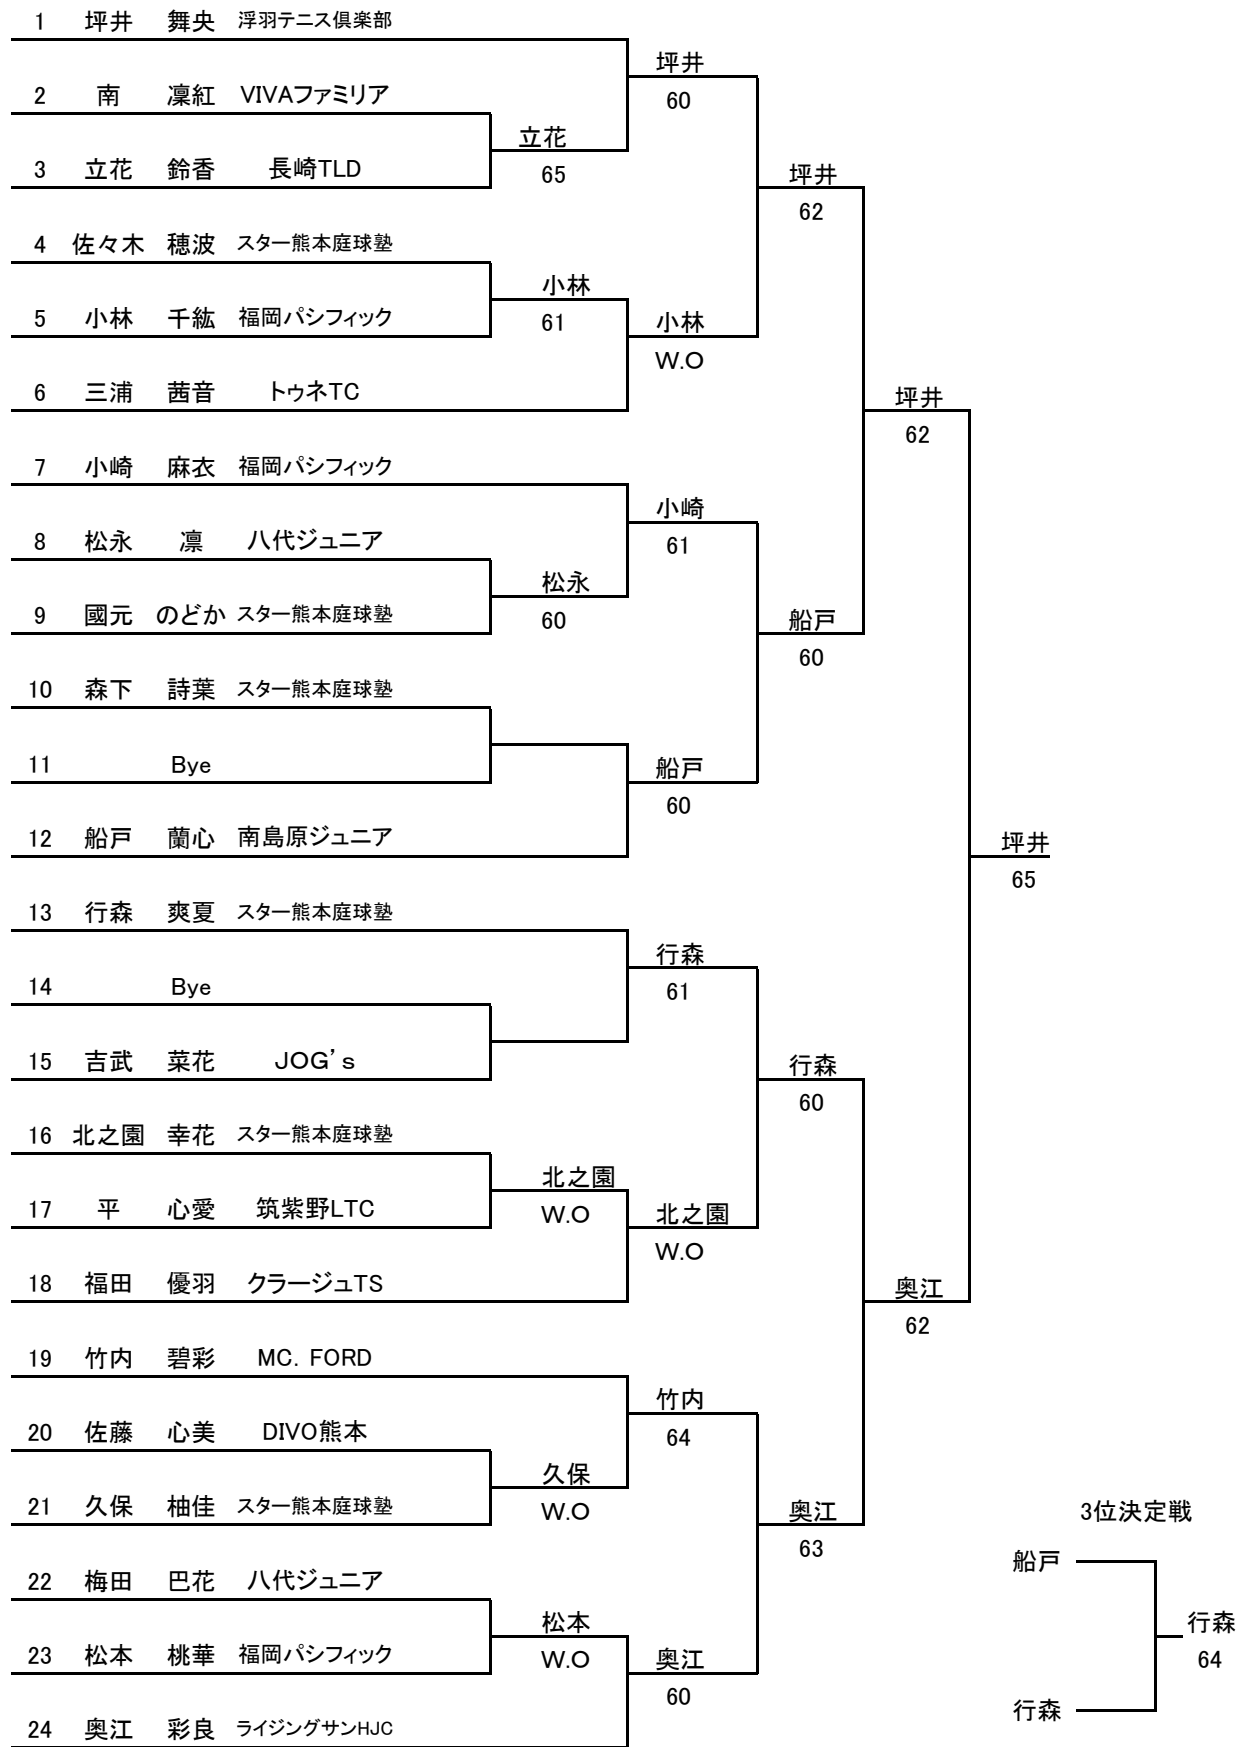 1 坪井 舞央 浮羽テニス倶楽部
坪井
2 南 凜紅 VIVAファミリア
60
立花
3 立花 鈴香 長崎TLD
65
坪井
62
4 佐々木 穂波 スター熊本庭球塾
小林
5 小林 千紘 福岡パシフィック
61
小林
W.O
6 三浦 茜音 トゥネTC
坪井
62
7 小崎 麻衣 福岡パシフィック
小崎
8 松永 凛 八代ジュニア
61
松永
9 國元 のどか スター熊本庭球塾
60
船戸
60
10 森下 詩葉 スター熊本庭球塾
11 Bye
船戸
60
12 船戸 蘭心 南島原ジュニア
坪井
65
13 行森 爽夏 スター熊本庭球塾
行森
14 Bye
61
15 吉武 菜花 JOG's
行森
60
16 北之園 幸花 スター熊本庭球塾
北之園
17 平 心愛 筑紫野LTC
W.O
北之園
W.O
18 福田 優羽 クラージュTS
奥江
62
19 竹内 碧彩 MC. FORD
竹内
20 佐藤 心美 DIVO熊本
64
久保
21 久保 柚佳 スター熊本庭球塾
W.O
奥江
63
3位決定戦
船戸
22 梅田 巴花 八代ジュニア
松本
行森
23 松本 桃華 福岡パシフィック
W.O
奥江
64
60
行森
24 奥江 彩良 ライジングサンHJC